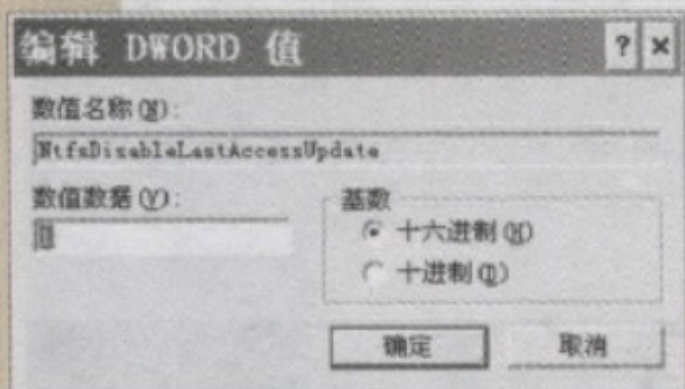 编辑 DWORD 值
数值名称(N):
NtfsDisableLastAccessUpdate
数值数据(V):
基数
十六进制(H)
十进制(D)
确定
取消